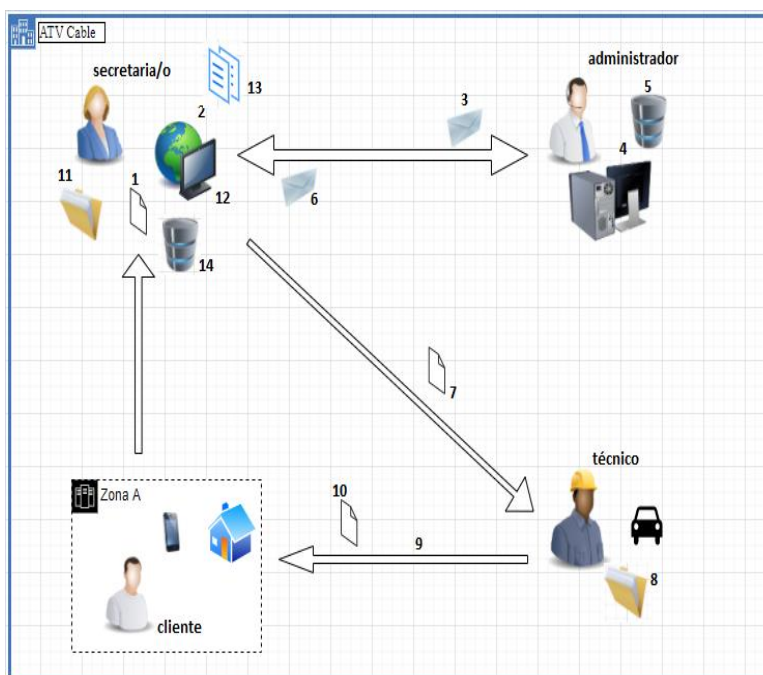 ATV Cable
secretaria/o
13
administrador
2
3
5
4
11
1
12
6
14
7
técnico
Zona A
10
9
8
cliente